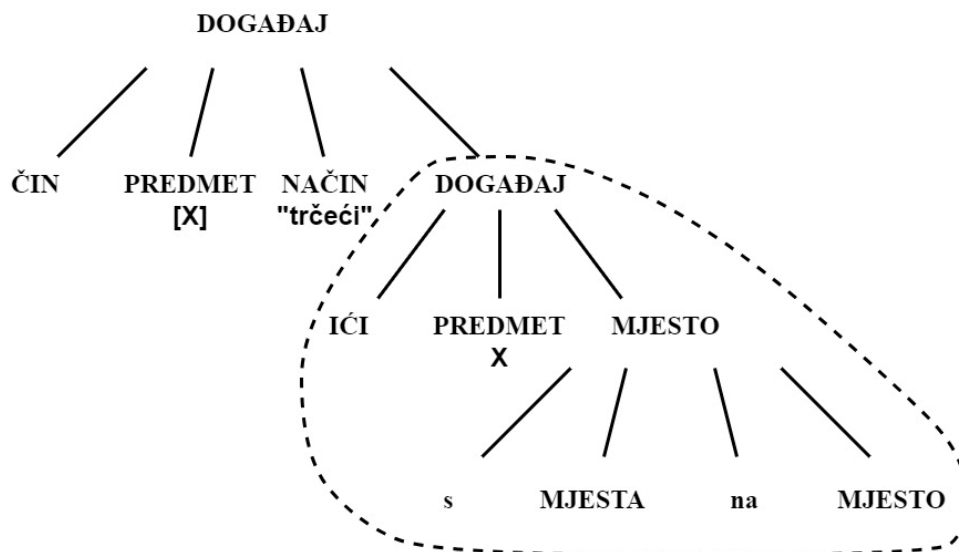 DOGAĐAJ
ČIN PREDMET NAČIN DOGAĐAJ
[X] "trčeći"
IĆI PREDMET MJESTO
X
s MJESTA na MJESTO